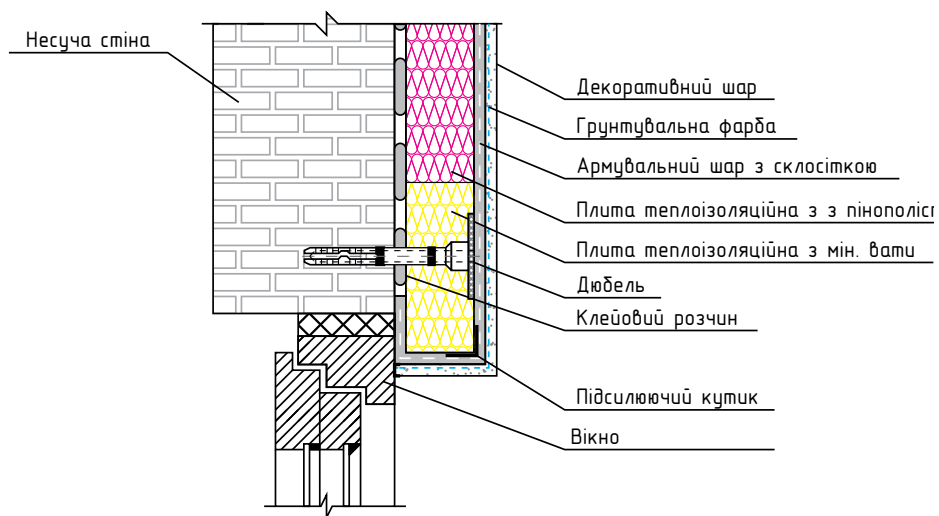 Несуча стіна
Декоративний шар
Грунтувальна фарба
Армувальний шар з склосіткою
Плита теплоізоляційна з з пінополіст
Плита теплоізоляційна з мін. вати
Дюбель
Клейовий розчин
Підсилюючий кутик
Вікно